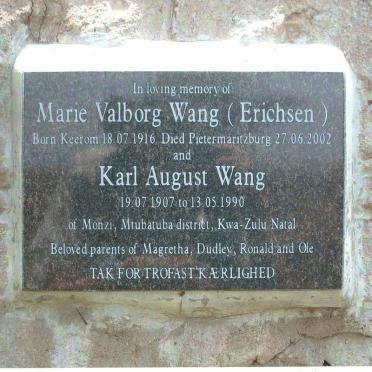 In loving memory of
Marie Valborg Wang ( Erichsen )
Born Keerom 18.07.1916 Died Pietermaritzburg 27.06.2002
and
Karl August Wang
19.07.1907 to 13.05.1990
of Monzi, Mtubatuba district, Kwa-Zulu Natal
Beloved parents of Magretha, Dudley, Ronald and Ole
TAK FOR TROFAST KÆRLIGHED